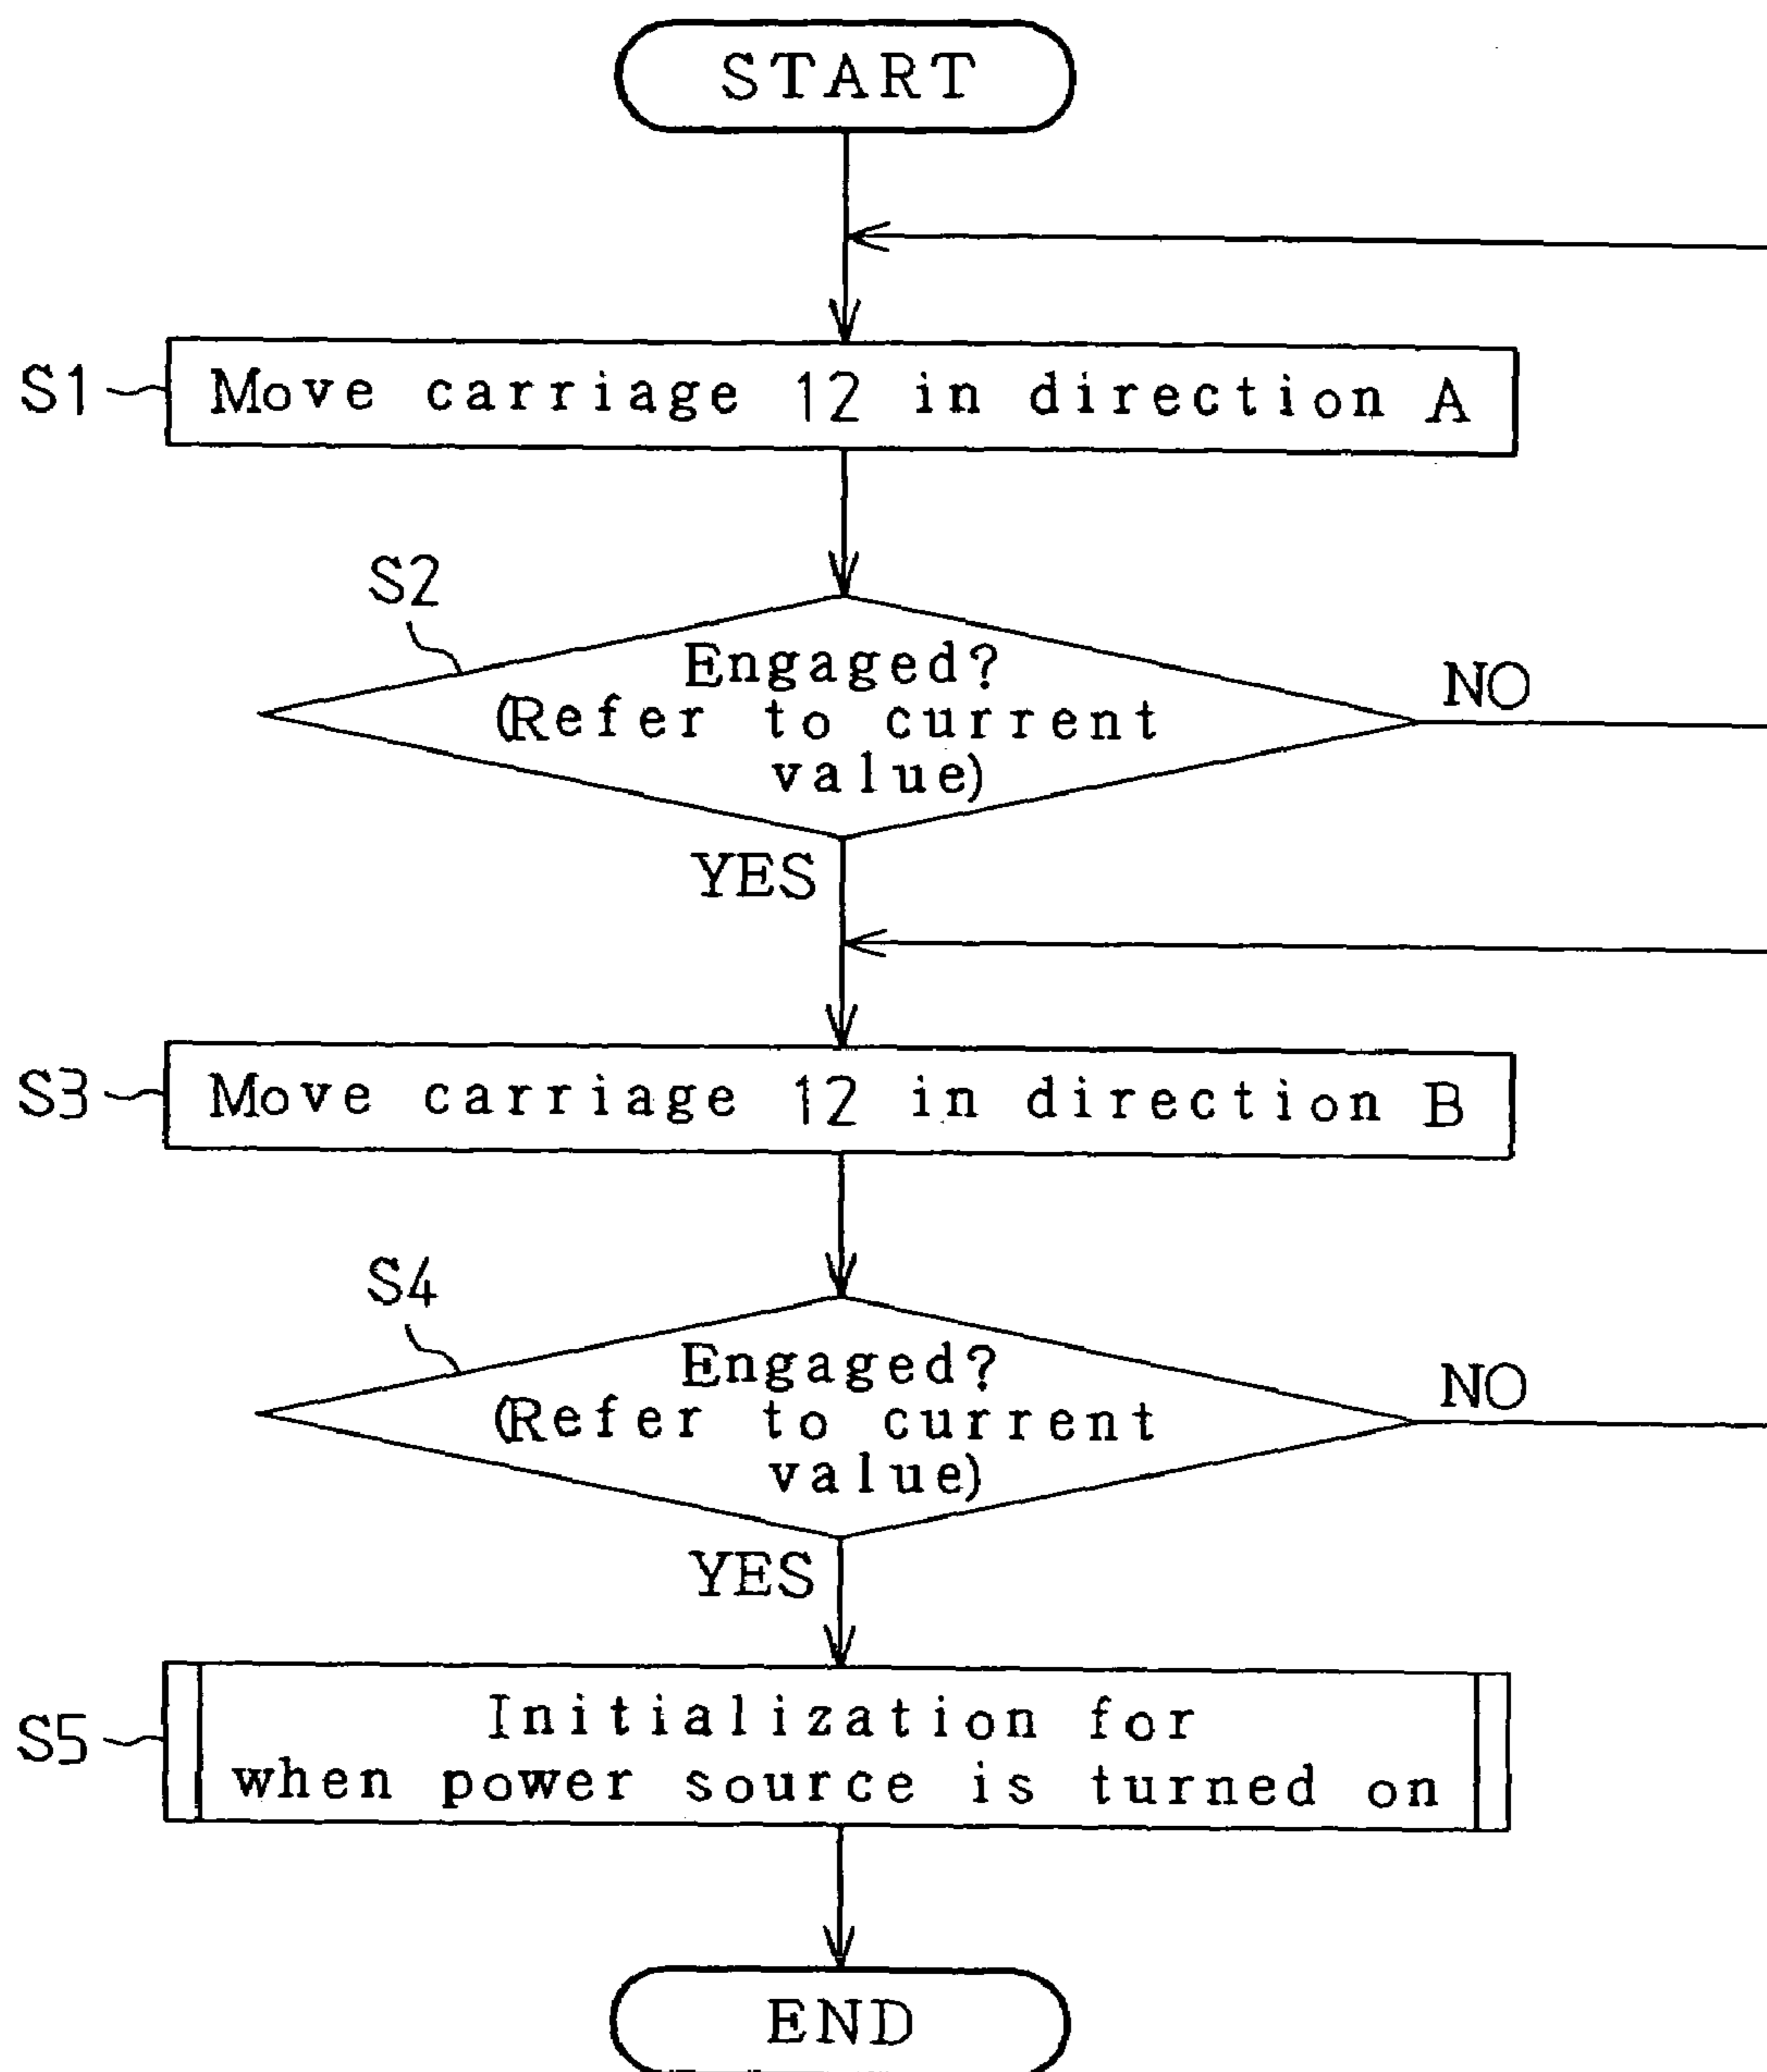 START
S1
Move carriage 12 in direction A
S2
Engaged?
(Refer to current
value)
NO
YES
S3
Move carriage 12 in direction B
S4
Engaged?
(Refer to current
value)
NO
YES
S5
Initialization for
when power source is turned on
END